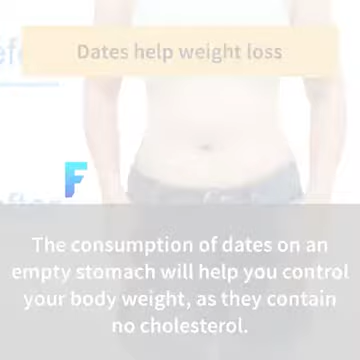 Dates help weight loss
F
The consumption of dates on an
empty stomach will help you control
your body weight, as they contain
no cholesterol.